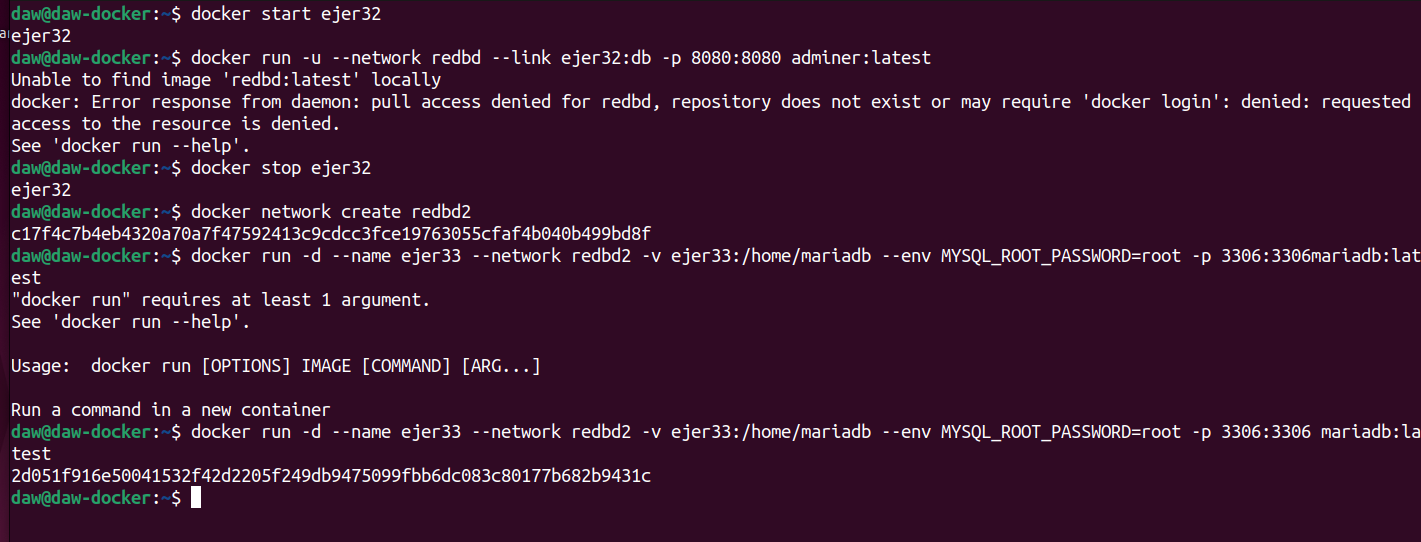 daw@daw-docker:~$ docker start ejer32
ejer32
daw@daw-docker:~$ docker run -u --network redbd --link ejer32:db -p 8080:8080 adminer:latest
Unable to find image 'redbd:latest' locally
docker: Error response from daemon: pull access denied for redbd, repository does not exist or may require 'docker login': denied: requested
access to the resource is denied.
See 'docker run --help'.
daw@daw-docker:~$ docker stop ejer32
ejer32
daw@daw-docker:~$ docker network create redbd2
c17f4c7b4eb4320a70a7f47592413c9cdcc3fce19763055cfaf4b040b499bd8f
daw@daw-docker:~$ docker run -d --name ejer33 --network redbd2 -v ejer33:/home/mariadb --env MYSQL_ROOT_PASSWORD=root -p 3306:3306mariadb:lat
est
"docker run" requires at least 1 argument.
See 'docker run --help'.
Usage:  docker run [OPTIONS] IMAGE [COMMAND] [ARG...]
Run a command in a new container
daw@daw-docker:~$ docker run -d --name ejer33 --network redbd2 -v ejer33:/home/mariadb --env MYSQL_ROOT_PASSWORD=root -p 3306:3306 mariadb:la
test
2d051f916e50041532f42d2205f249db9475099fbb6dc083c80177b682b9431c
daw@daw-docker:~$